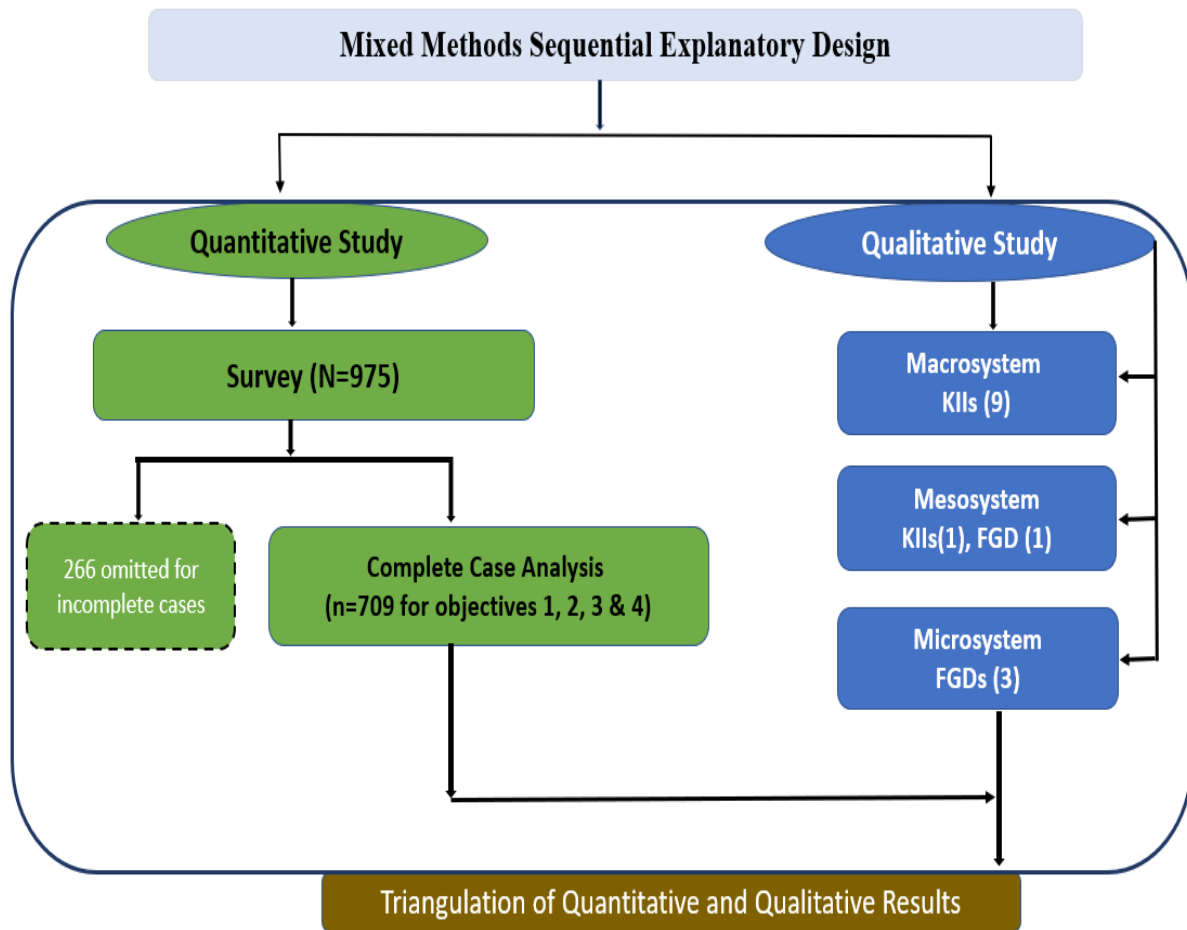 Mixed Methods Sequential Explanatory Design
Quantitative Study
Survey (N=975)
266 omitted for
incomplete cases
Complete Case Analysis
(n=709 for objectives 1, 2, 3 & 4)
Qualitative Study
Macrosystem
KIIs (9)
Mesosystem
KIIs(1), FGD (1)
Microsystem
FGDs (3)
Triangulation of Quantitative and Qualitative Results